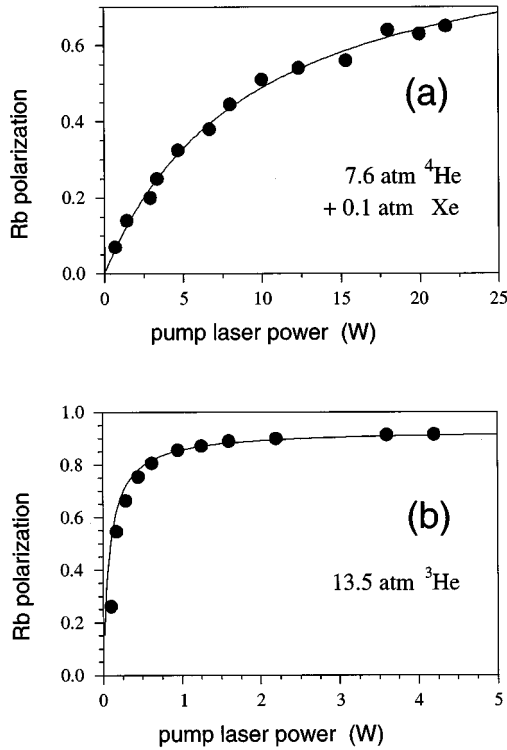 0.6
0.4
0.2
0.0
Rb polarization
(a)
7.6 atm ⁴He
+ 0.1 atm Xe
0 5 10 15 20 25
pump laser power (W)
1.0
0.8
0.6
0.4
0.2
0.0
Rb polarization
(b)
13.5 atm ³He
0 1 2 3 4 5
pump laser power (W)